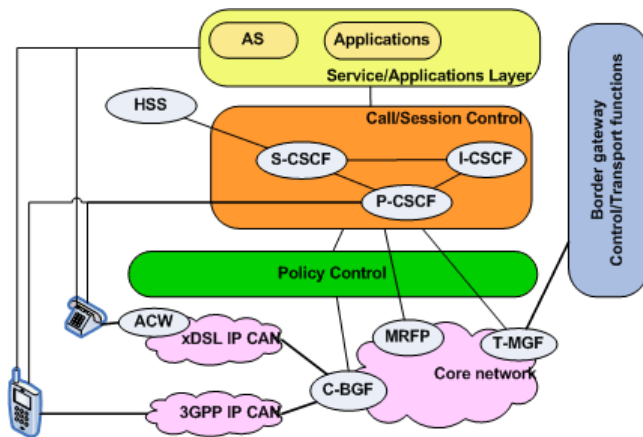 AS
Applications
Service/Applications Layer
HSS
Call/Session Control
S-CSCF
I-CSCF
P-CSCF
Border gateway
Control/Transport functions
Policy Control
ACW
xDSL IP CAN
MRFP
T-MGF
Core network
C-BGF
3GPP IP CAN